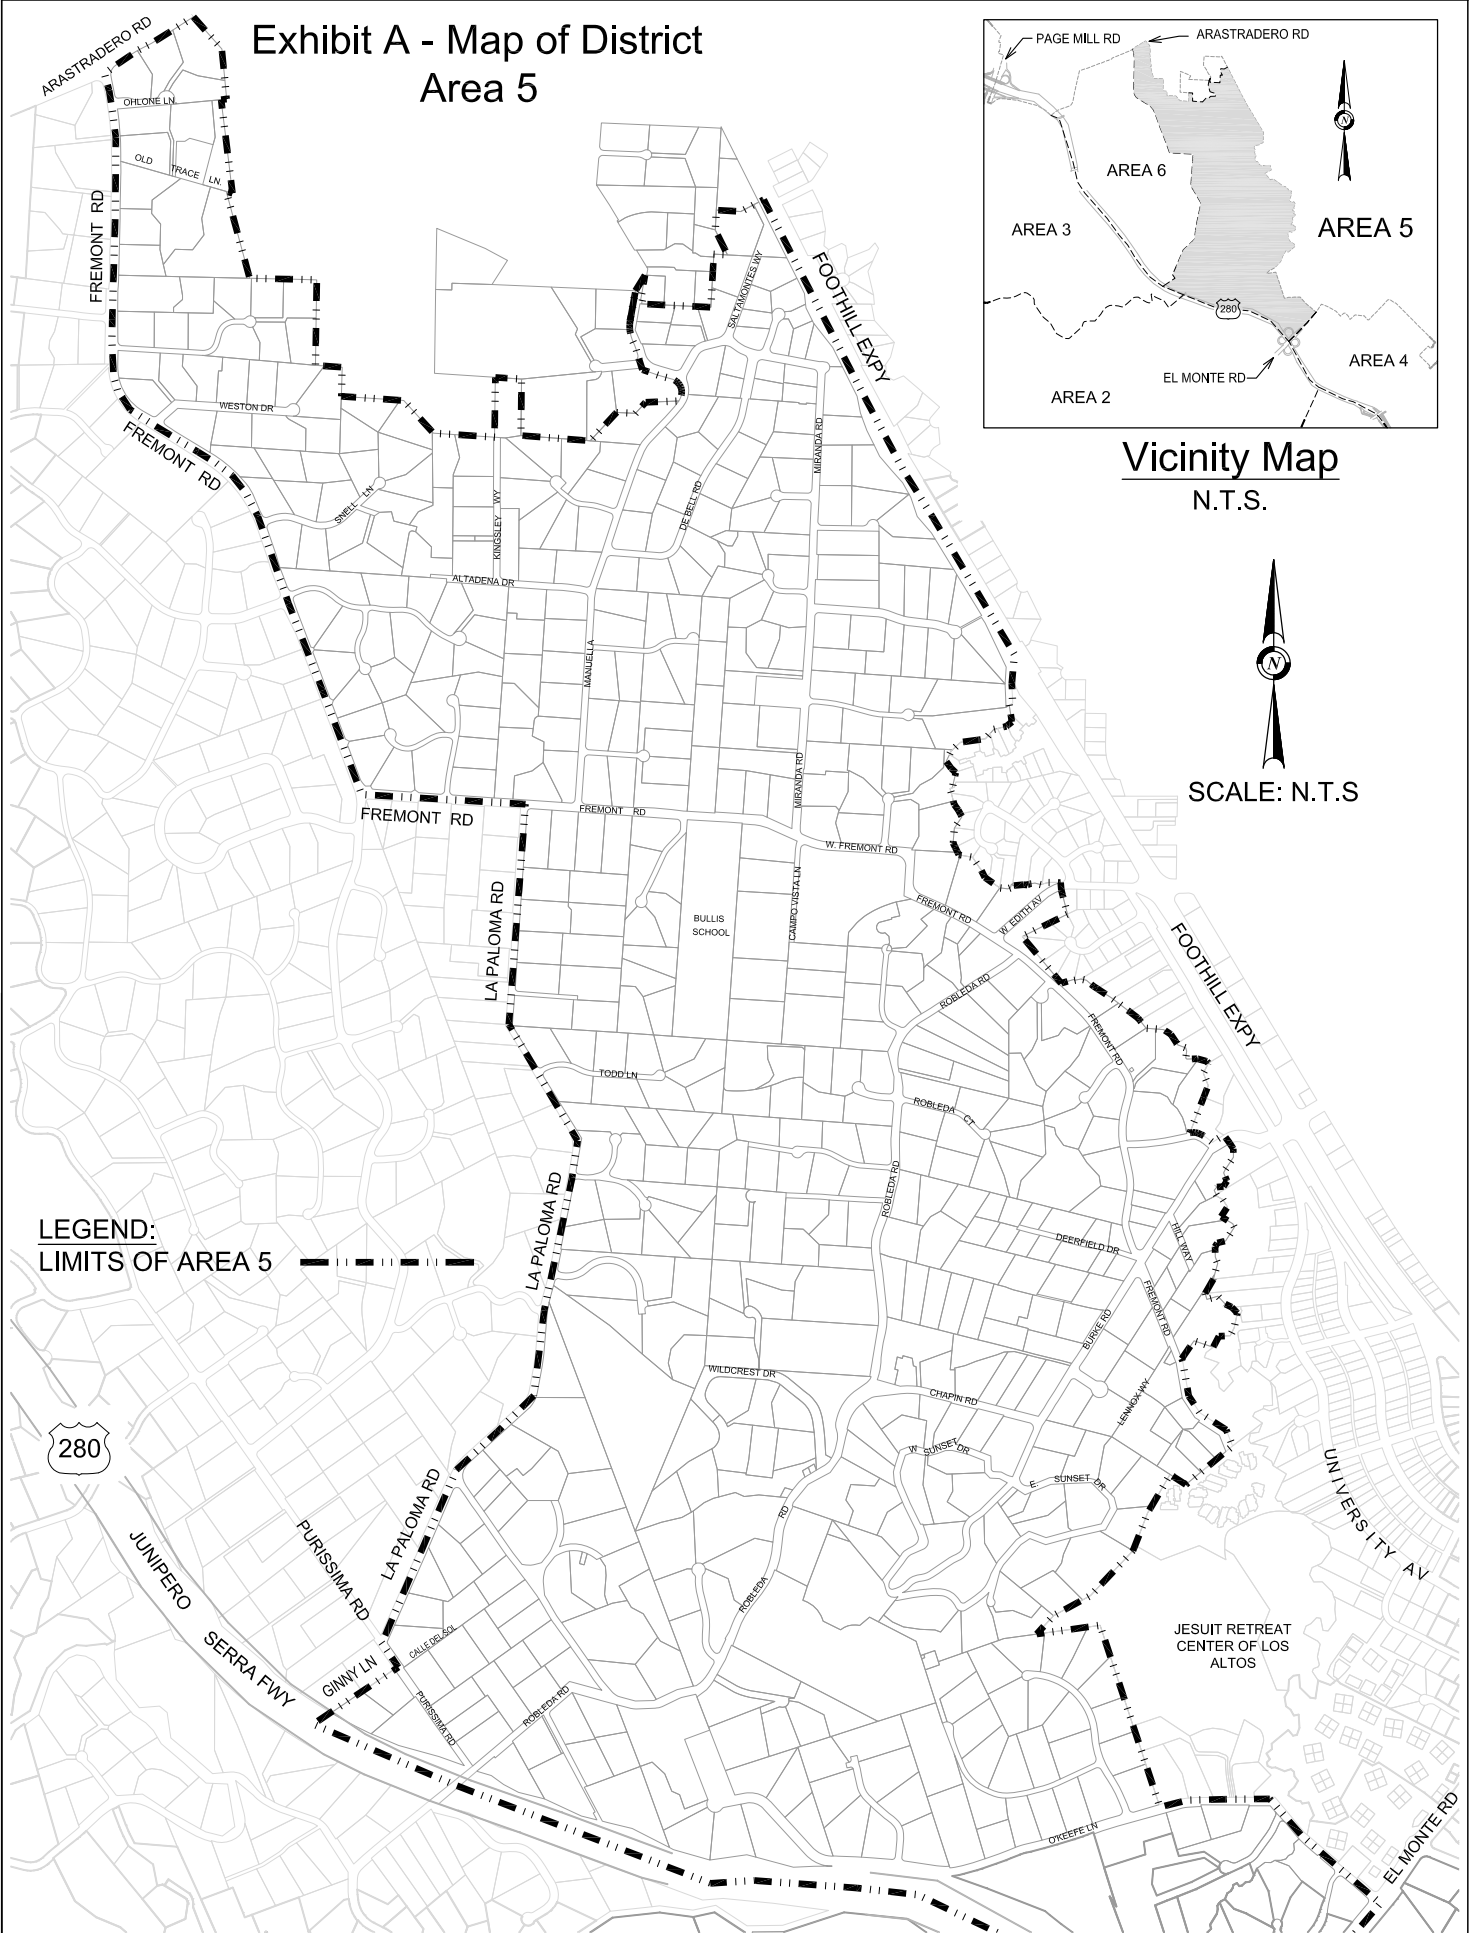 Exhibit A - Map of District
Area 5
ARASTRADERO RD
OHLONE LN.
OLD TRACE LN.
FREMONT RD
PAGE MILL RD
ARASTRADERO RD
N
AREA 6
AREA 3
AREA 5
280
AREA 4
EL MONTE RD
AREA 2
Vicinity Map
N.T.S.
N
SCALE: N.T.S
FOOTHILL EXPY
SALTAMONTES WY
WESTON DR
FREMONT RD
SNELL LN
KINGSLEY WY
DE BELL RD
MIRANDA RD
ALTADENA DR
MANUELLA
MIRANDA RD
FREMONT RD
FREMONT RD
W. FREMONT RD
LA PALOMA RD
BULLIS
SCHOOL
CAMPO VISTA LN
FREMONT RD
W. EDITH AV
FOOTHILL EXPY
ROBLEDA RD
FREMONT RD
TODD LN
ROBLEDA CT
LA PALOMA RD
ROBLEDA RD
DEERFIELD DR
HILL WAY
LEGEND:
LIMITS OF AREA 5
FREMONT RD
BURKE RD
WILDCREST DR
CHAPIN RD
LENNOX WY
280
W SUNSET DR
E. SUNSET DR
UNIVERSITY AV
LA PALOMA RD
PURISSIMA RD
JUNIPERO
SERRA FWY
ROBLEDA RD
GINNY LN
CALLE DEL SOL
PURISSIMA RD
ROBLEDA RD
JESUIT RETREAT
CENTER OF LOS
ALTOS
O'KEEFE LN
EL MONTE RD